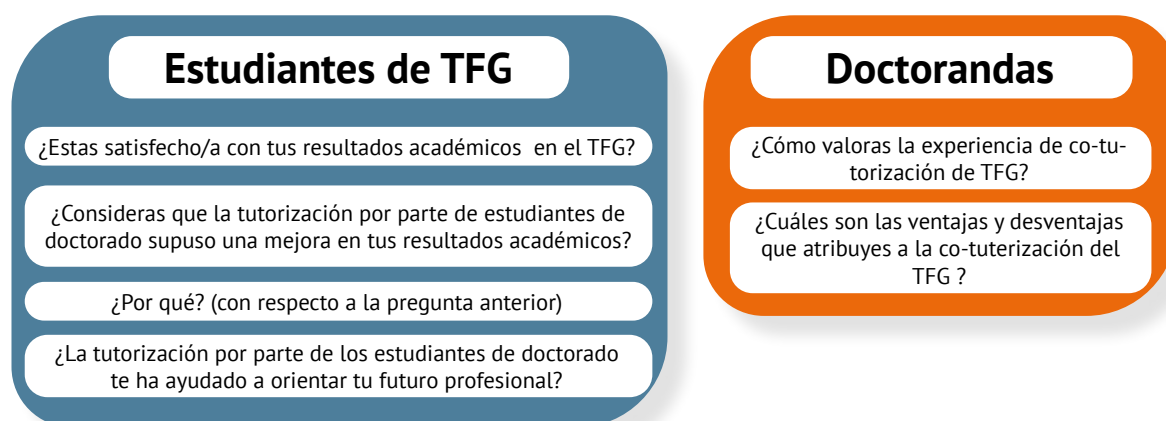 Estudiantes de TFG
¿Estas satisfecho/a con tus resultados académicos en el TFG?
¿Consideras que la tutorización por parte de estudiantes de
doctorado supuso una mejora en tus resultados académicos?
¿Por qué? (con respecto a la pregunta anterior)
¿La tutorización por parte de los estudiantes de doctorado
te ha ayudado a orientar tu futuro profesional?
Doctorandas
¿Cómo valoras la experiencia de co-tu-
torización de TFG?
¿Cuáles son las ventajas y desventajas
que atribuyes a la co-tuterización del
TFG ?